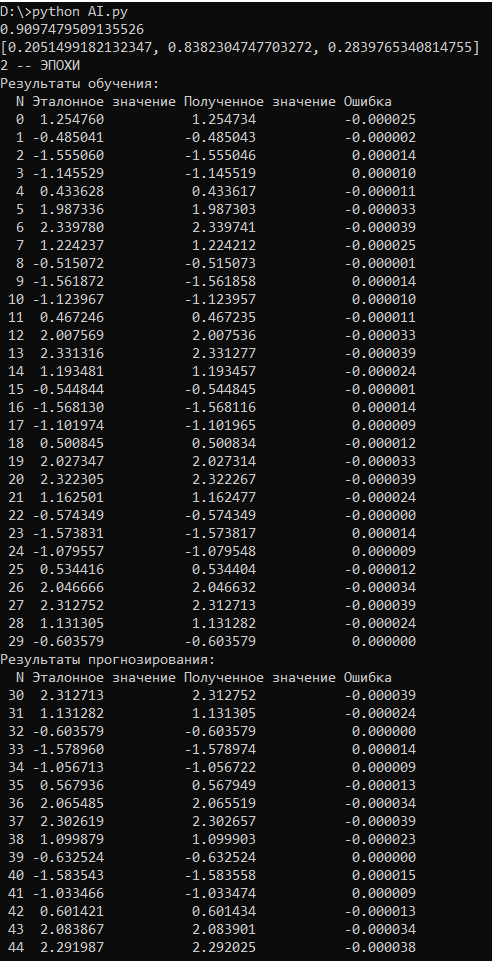 D:\>python AI.py
0.9097479509135526
[0.2051499182132347, 0.8382304747703272, 0.2839765340814755]
2 -- ЭПОХИ
Результаты обучения:
N Эталонное значение Полученное значение Ошибка
0 1.254760 1.254734 -0.000025
1 -0.485041 -0.485043 -0.000002
2 -1.555060 -1.555046 0.000014
3 -1.145529 -1.145519 0.000010
4 0.433628 0.433617 -0.000011
5 1.987336 1.987303 -0.000033
6 2.339780 2.339741 -0.000039
7 1.224237 1.224212 -0.000025
8 -0.515072 -0.515073 -0.000001
9 -1.561872 -1.561858 0.000014
10 -1.123967 -1.123957 0.000010
11 0.467246 0.467235 -0.000011
12 2.007569 2.007536 -0.000033
13 2.331316 2.331277 -0.000039
14 1.193481 1.193457 -0.000024
15 -0.544844 -0.544845 -0.000001
16 -1.568130 -1.568116 0.000014
17 -1.101974 -1.101965 0.000009
18 0.500845 0.500834 -0.000012
19 2.027347 2.027314 -0.000033
20 2.322305 2.322267 -0.000039
21 1.162501 1.162477 -0.000024
22 -0.574349 -0.574349 -0.000000
23 -1.573831 -1.573817 0.000014
24 -1.079557 -1.079548 0.000009
25 0.534416 0.534404 -0.000012
26 2.046666 2.046632 -0.000034
27 2.312752 2.312713 -0.000039
28 1.131305 1.131282 -0.000024
29 -0.603579 -0.603579 0.000000
Результаты прогнозирования:
N Эталонное значение Полученное значение Ошибка
30 2.312713 2.312752 -0.000039
31 1.131282 1.131305 -0.000024
32 -0.603579 -0.603579 0.000000
33 -1.578960 -1.578974 0.000014
34 -1.056713 -1.056722 0.000009
35 0.567936 0.567949 -0.000013
36 2.065485 2.065519 -0.000034
37 2.302619 2.302657 -0.000039
38 1.099879 1.099903 -0.000023
39 -0.632524 -0.632524 0.000000
40 -1.583543 -1.583558 0.000015
41 -1.033466 -1.033474 0.000009
42 0.601421 0.601434 -0.000013
43 2.083867 2.083901 -0.000034
44 2.291987 2.292025 -0.000038